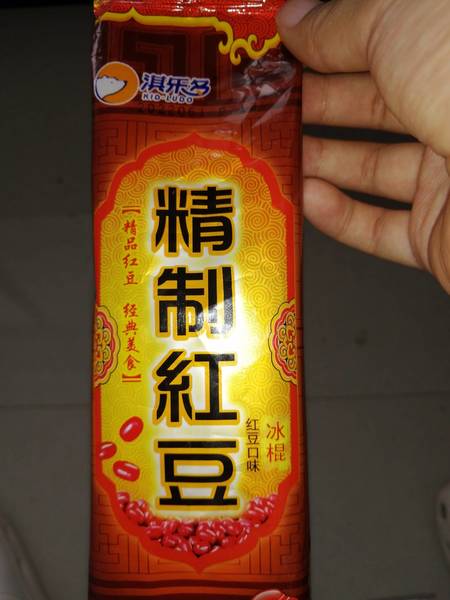 淇乐多
KID-LUDO
精制紅豆
【精品红豆 经典美食】
红豆口味
冰棍